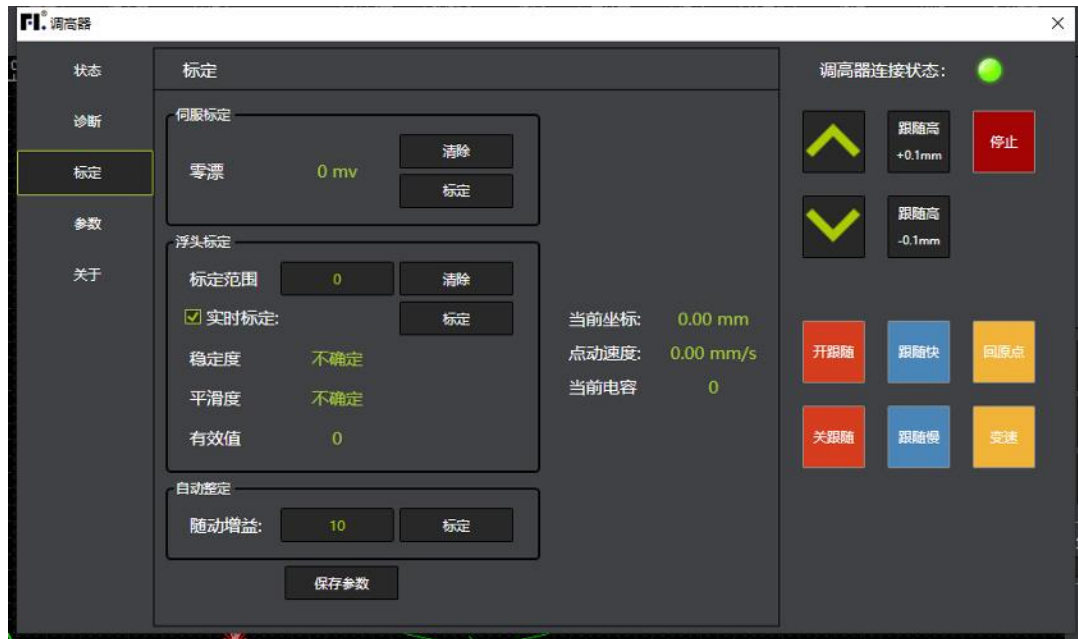 FI. 调高器
状态
诊断
标定
参数
关于
标定
伺服标定
零漂 0 mv 清除
标定
浮头标定
标定范围 0 清除
实时标定: 标定
稳定度 不确定
平滑度 不确定
有效值 0
自动整定
随动增益: 10 标定
保存参数
当前坐标: 0.00 mm
点动速度: 0.00 mm/s
当前电容 0
调高器连接状态:
跟随高
+0.1mm
停止
跟随高
-0.1mm
开跟随 跟随快 回原点
关跟随 跟随慢 变速